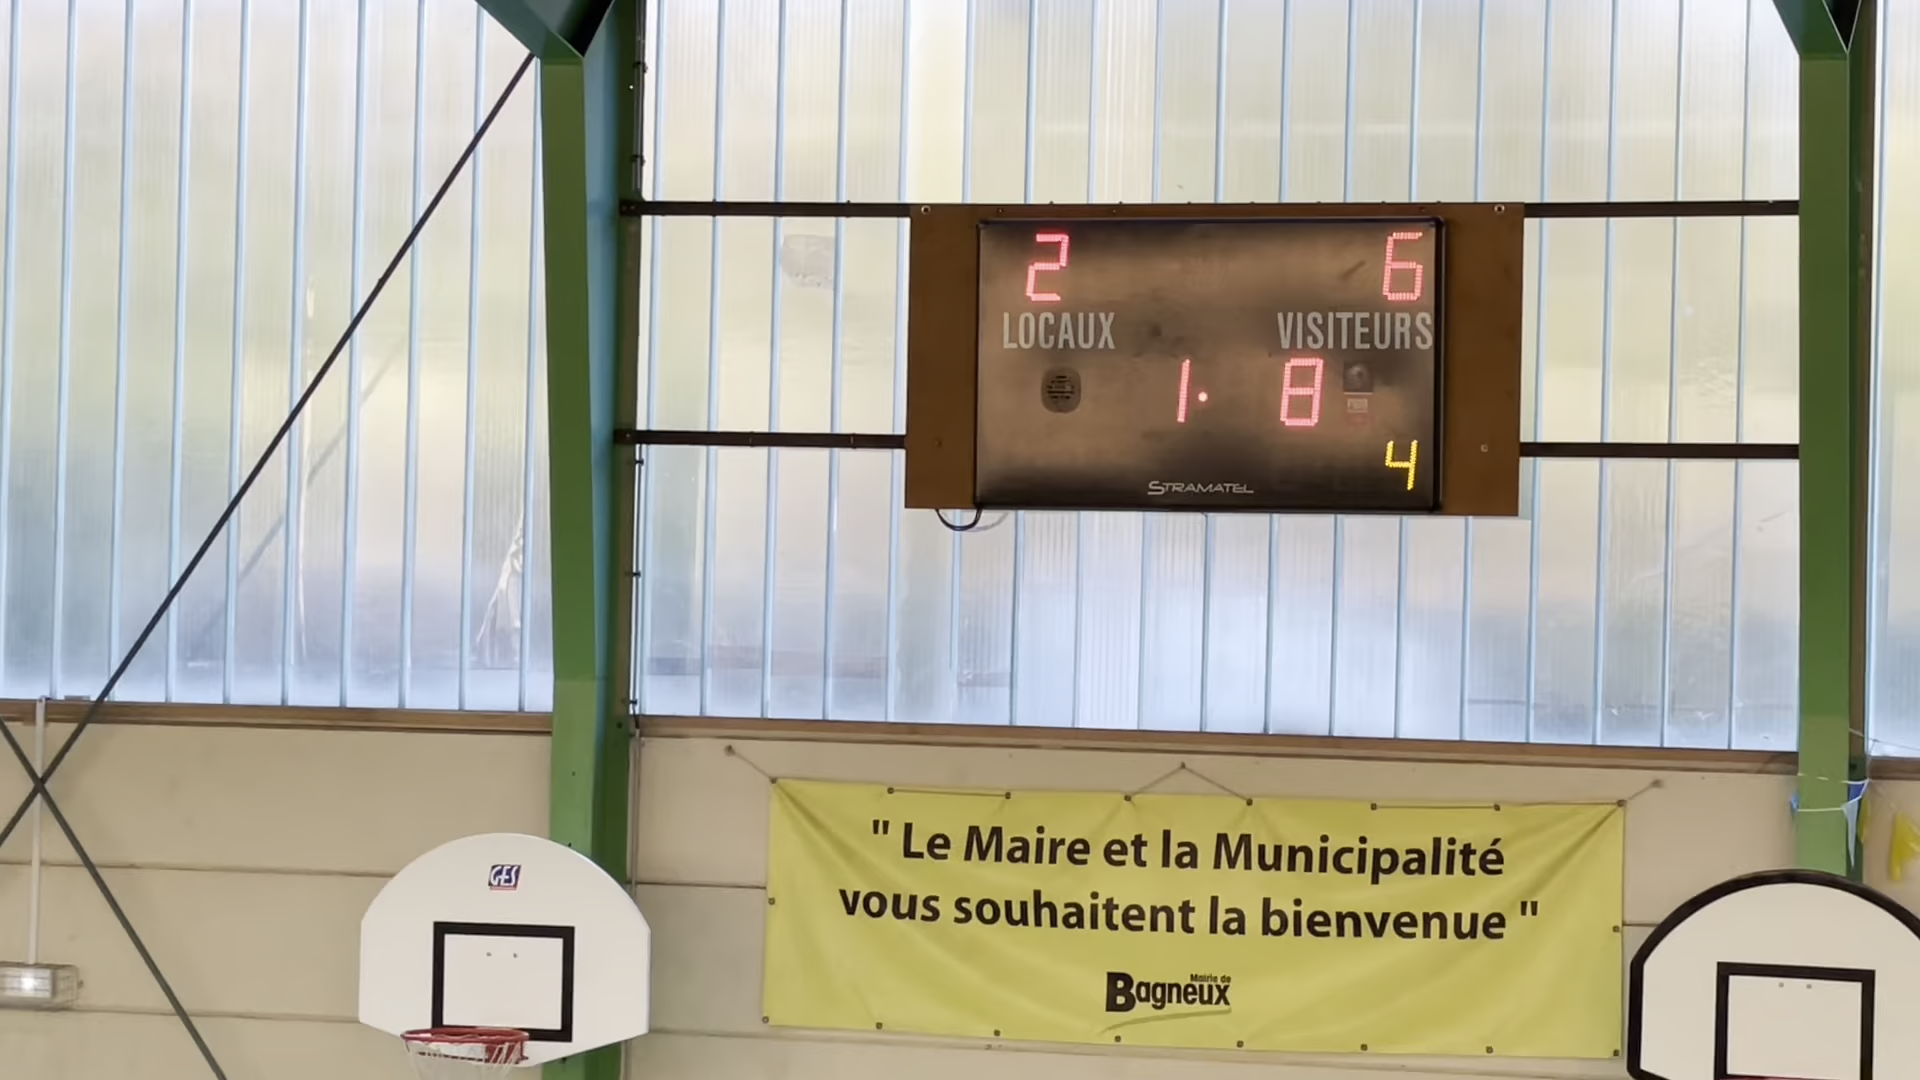 2 6
LOCAUX VISITEURS
1. 8
4
STRAMATEL
" Le Maire et la Municipalité
vous souhaitent la bienvenue "
Mairie de
Bagneux
GES